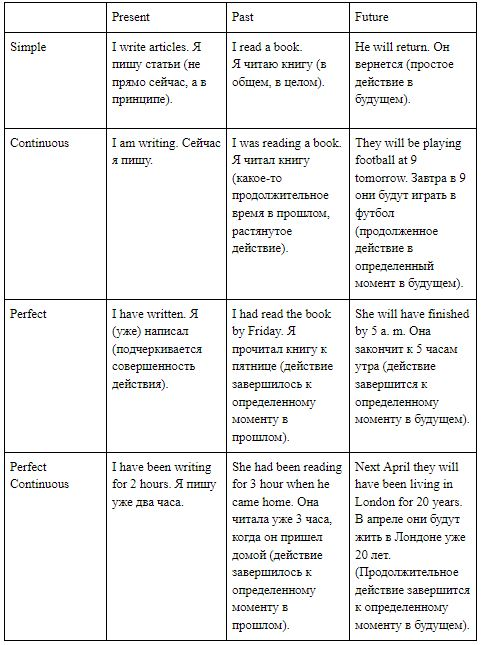 Present Past Future
Simple
I write articles. Я
пишу статьи (не
прямо сейчас, а в
принципе).
I read a book.
Я читаю книгу (в
общем, в целом).
He will return. Он
вернется (простое
действие в
будущем).
Continuous
I am writing. Сейчас
я пишу.
I was reading a book.
Я читал книгу
(какое-то
продолжительное
время в прошлом,
растянутое
действие).
They will be playing
football at 9
tomorrow. Завтра в 9
они будут играть в
футбол
(продолженное
действие в
определенный
момент в будущем).
Perfect
I have written. Я
(уже) написал
(подчеркивается
совершенность
действия).
I had read the book
by Friday. Я
прочитал книгу к
пятнице (действие
завершилось к
определенному
моменту в
прошлом).
She will have finished
by 5 a. m. Она
закончит к 5 часам
утра (действие
завершится к
определенному
моменту в будущем).
Perfect
Continuous
I have been writing
for 2 hours. Я пишу
уже два часа.
She had been reading
for 3 hour when he
came home. Она
читала уже 3 часа,
когда он пришел
домой (действие
завершилось к
определенному
моменту в
прошлом).
Next April they will
have been living in
London for 20 years.
В апреле они будут
жить в Лондоне уже
20 лет.
(Продолжительное
действие завершится
к определенному
моменту в будущем).